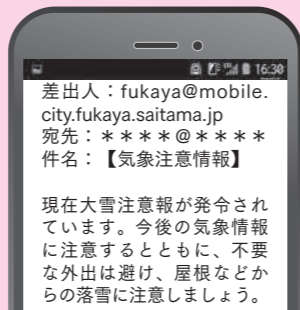 16:30
差出人：fukaya@mobile.
city.fukaya.saitama.jp
宛先：＊＊＊＊@＊＊＊＊
件名：【気象注意情報】
現在大雪注意報が発令され
ています。今後の気象情報
に注意するとともに、不要
な外出は避け、屋根などか
らの落雪に注意しましょう。